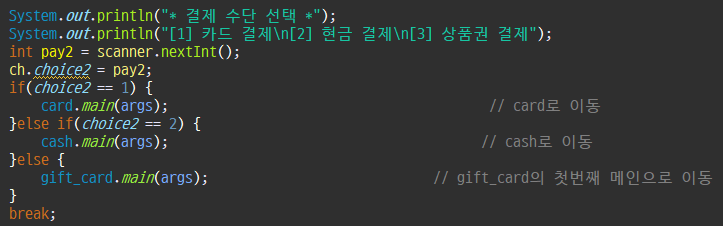 System.out.println("* 결제 수단 선택 *");
System.out.println("[1] 카드 결제\n[2] 현금 결제\n[3] 상품권 결제");
int pay2 = scanner.nextInt();
ch.choice2 = pay2;
if(choice2 == 1) {
    card.main(args);                                        // card로 이동
}else if(choice2 == 2) {
    cash.main(args);                                       // cash로 이동
}else {
    gift_card.main(args);                            // gift_card의 첫번째 메인으로 이동
}
break;